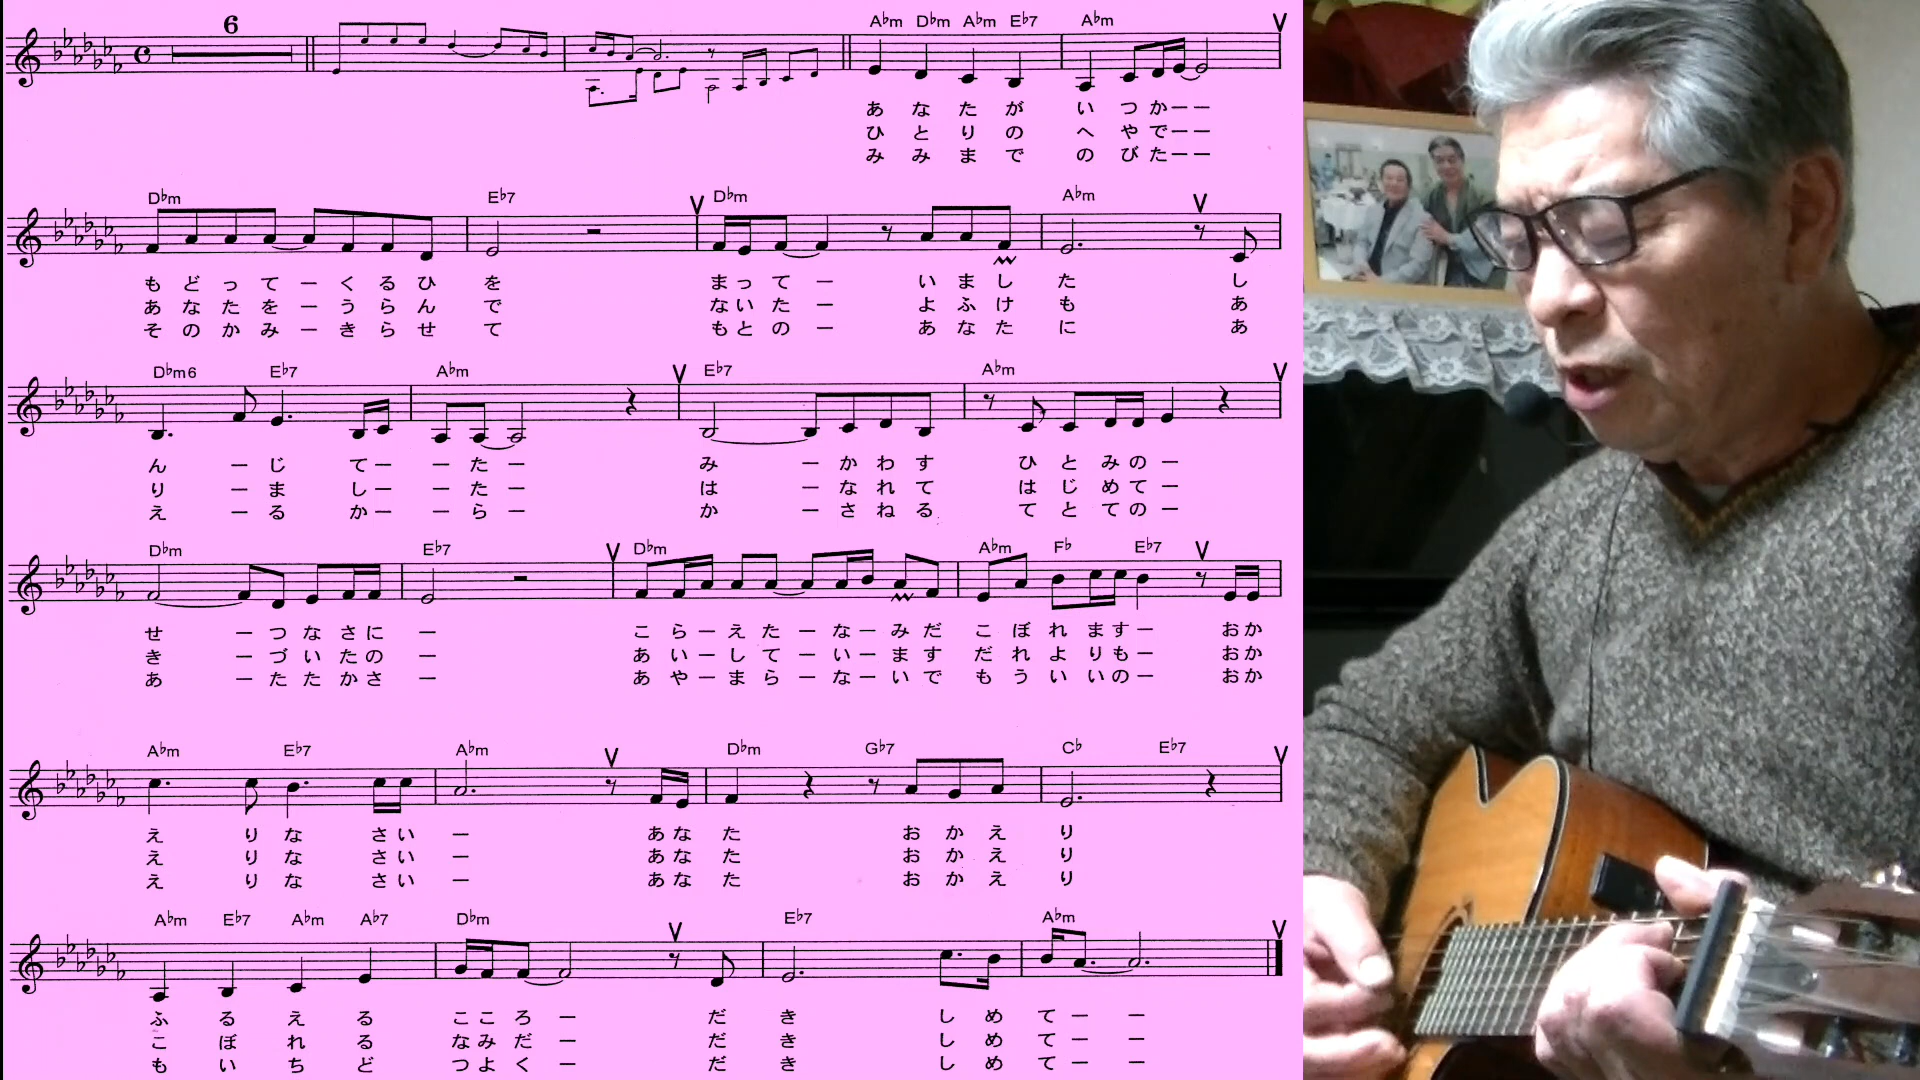 6 A♭m D♭m A♭m E♭7 A♭m
あ な た が い つ か ー ー
ひ と り の へ や で ー ー
み み ま で の び た ー ー
D♭m E♭7 D♭m A♭m
も ど っ て ー く る ひ を ま っ て ー い ま し た し
あ な た を ー う ら ん で な い た ー よ ふ け も あ
そ の か み ー き ら せ て も と の ー あ な た に あ
D♭m6 E♭7 A♭m E♭7 A♭m
ん ー じ て ー ー た ー み ー か わ す ひ と み の ー
り ー ま し ー ー た ー は ー な れ て は じ め て ー
え ー る か ー ー ら ー か ー さ ね る て と て の ー
D♭m E♭7 D♭m A♭m F♭ E♭7
せ ー つ な さ に ー こ ら ー え た ー な ー み だ こ ぼ れ ま す ー お か
き ー づ い た の ー あ い ー し て ー い ー ま す だ れ よ り も ー お か
あ ー た た か さ ー あ や ー ま ら ー な ー い で も う い い の ー お か
A♭m E♭7 A♭m D♭m G♭7 C♭ E♭7
え り な さ い ー あ な た お か え り
え り な さ い ー あ な た お か え り
え り な さ い ー あ な た お か え り
A♭m E♭7 A♭m A♭7 D♭m E♭7 A♭m
ふ る え る こ こ ろ ー だ き し め て ー ー
こ ぼ れ る な み だ ー だ き し め て ー ー
も い ち ど つ よ く ー だ き し め て ー ー